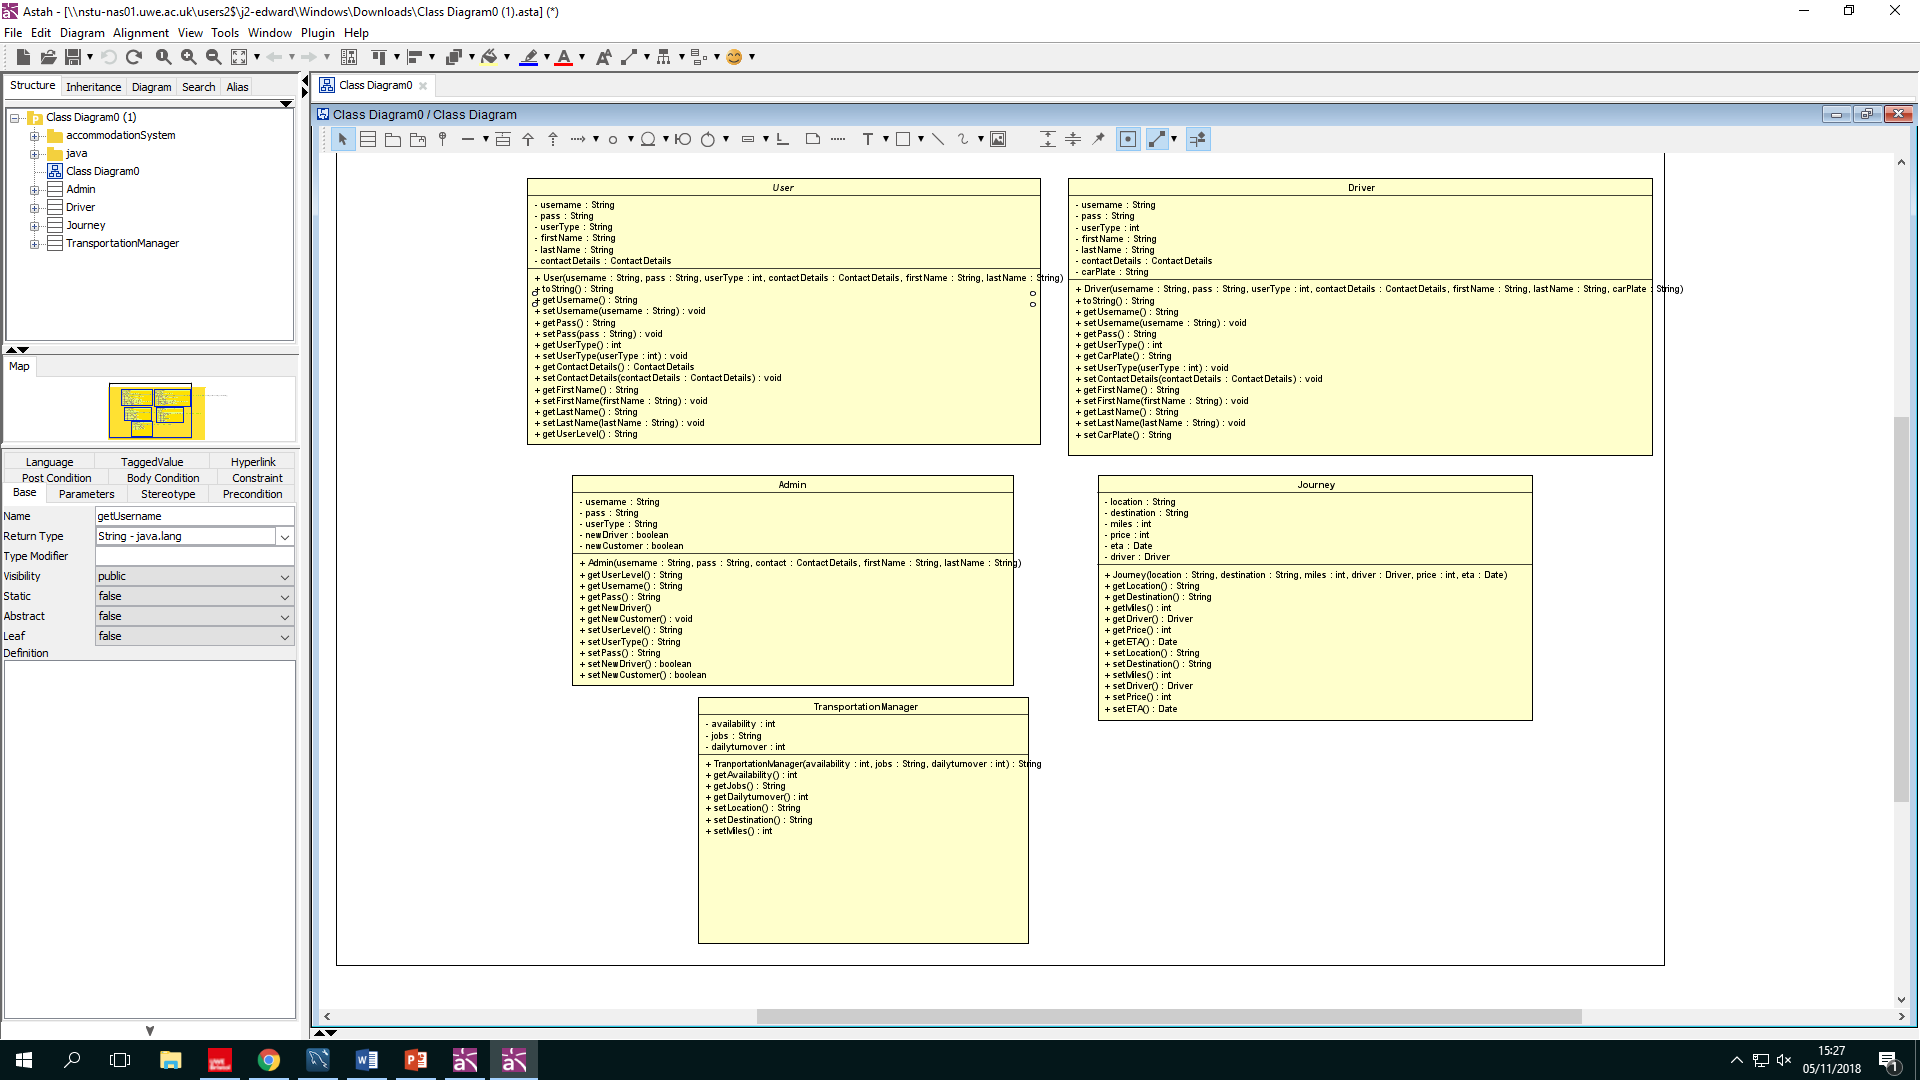 Astah - [\\nstu-nas01.uwe.ac.uk\users2$\j2-edward\Windows\Downloads\Class Diagram0 (1).asta] (*)
File Edit Diagram Alignment View Tools Window Plugin Help
Structure Inheritance Diagram Search Alias
Class Diagram0 (1)
accommodationSystem
java
Class Diagram0
Admin
Driver
Journey
TransportationManager
Map
Language TaggedValue Hyperlink
Post Condition Body Condition Constraint
Base Parameters Stereotype Precondition
Name getUsername
Return Type String - java.lang
Type Modifier
Visibility public
Static false
Abstract false
Leaf false
Definition
Class Diagram0
Class Diagram0 / Class Diagram
User
- username : String
- pass : String
- userType : String
- firstName : String
- lastName : String
- contactDetails : ContactDetails
+ User(username : String, pass : String, userType : int, contactDetails : ContactDetails, firstName : String, lastName : String)
+ toString() : String
+ getUsername() : String
+ setUsername(username : String) : void
+ getPass() : String
+ setPass(pass : String) : void
+ getUserType() : int
+ setUserType(userType : int) : void
+ getContactDetails() : ContactDetails
+ setContactDetails(contactDetails : ContactDetails) : void
+ getFirstName() : String
+ setFirstName(firstName : String) : void
+ getLastName() : String
+ setLastName(lastName : String) : void
+ getUserLevel() : String
Driver
- username : String
- pass : String
- userType : int
- firstName : String
- lastName : String
- contactDetails : ContactDetails
- carPlate : String
+ Driver(username : String, pass : String, userType : int, contactDetails : ContactDetails, firstName : String, lastName : String, carPlate : String)
+ toString() : String
+ getUsername() : String
+ setUsername(username : String) : void
+ getPass() : String
+ getUserType() : int
+ getCarPlate() : String
+ setUserType(userType : int) : void
+ setContactDetails(contactDetails : ContactDetails) : void
+ getFirstName() : String
+ setFirstName(firstName : String) : void
+ getLastName() : String
+ setLastName(lastName : String) : void
+ setCarPlate() : String
Admin
- username : String
- pass : String
- userType : String
- newDriver : boolean
- newCustomer : boolean
+ Admin(username : String, pass : String, contact : ContactDetails, firstName : String, lastName : String)
+ getUserLevel() : String
+ getUsername() : String
+ getPass() : String
+ getNewDriver()
+ getNewCustomer() : void
+ setUserLevel() : String
+ setUserType() : String
+ setPass() : String
+ setNewDriver() : boolean
+ setNewCustomer() : boolean
Journey
- location : String
- destination : String
- miles : int
- price : int
- eta : Date
- driver : Driver
+ Journey(location : String, destination : String, miles : int, driver : Driver, price : int, eta : Date)
+ getLocation() : String
+ getDestination() : String
+ getMiles() : int
+ getDriver() : Driver
+ getPrice() : int
+ getETA() : Date
+ setLocation() : String
+ setDestination() : String
+ setMiles() : int
+ setDriver() : Driver
+ setPrice() : int
+ setETA() : Date
TransportationManager
- availability : int
- jobs : String
- dailyturnover : int
+ TranportationManager(availability : int, jobs : String, dailyturnover : int) : String
+ getAvailability() : int
+ getJobs() : String
+ getDailyturnover() : int
+ setLocation() : String
+ setDestination() : String
+ setMiles() : int
15:27
05/11/2018